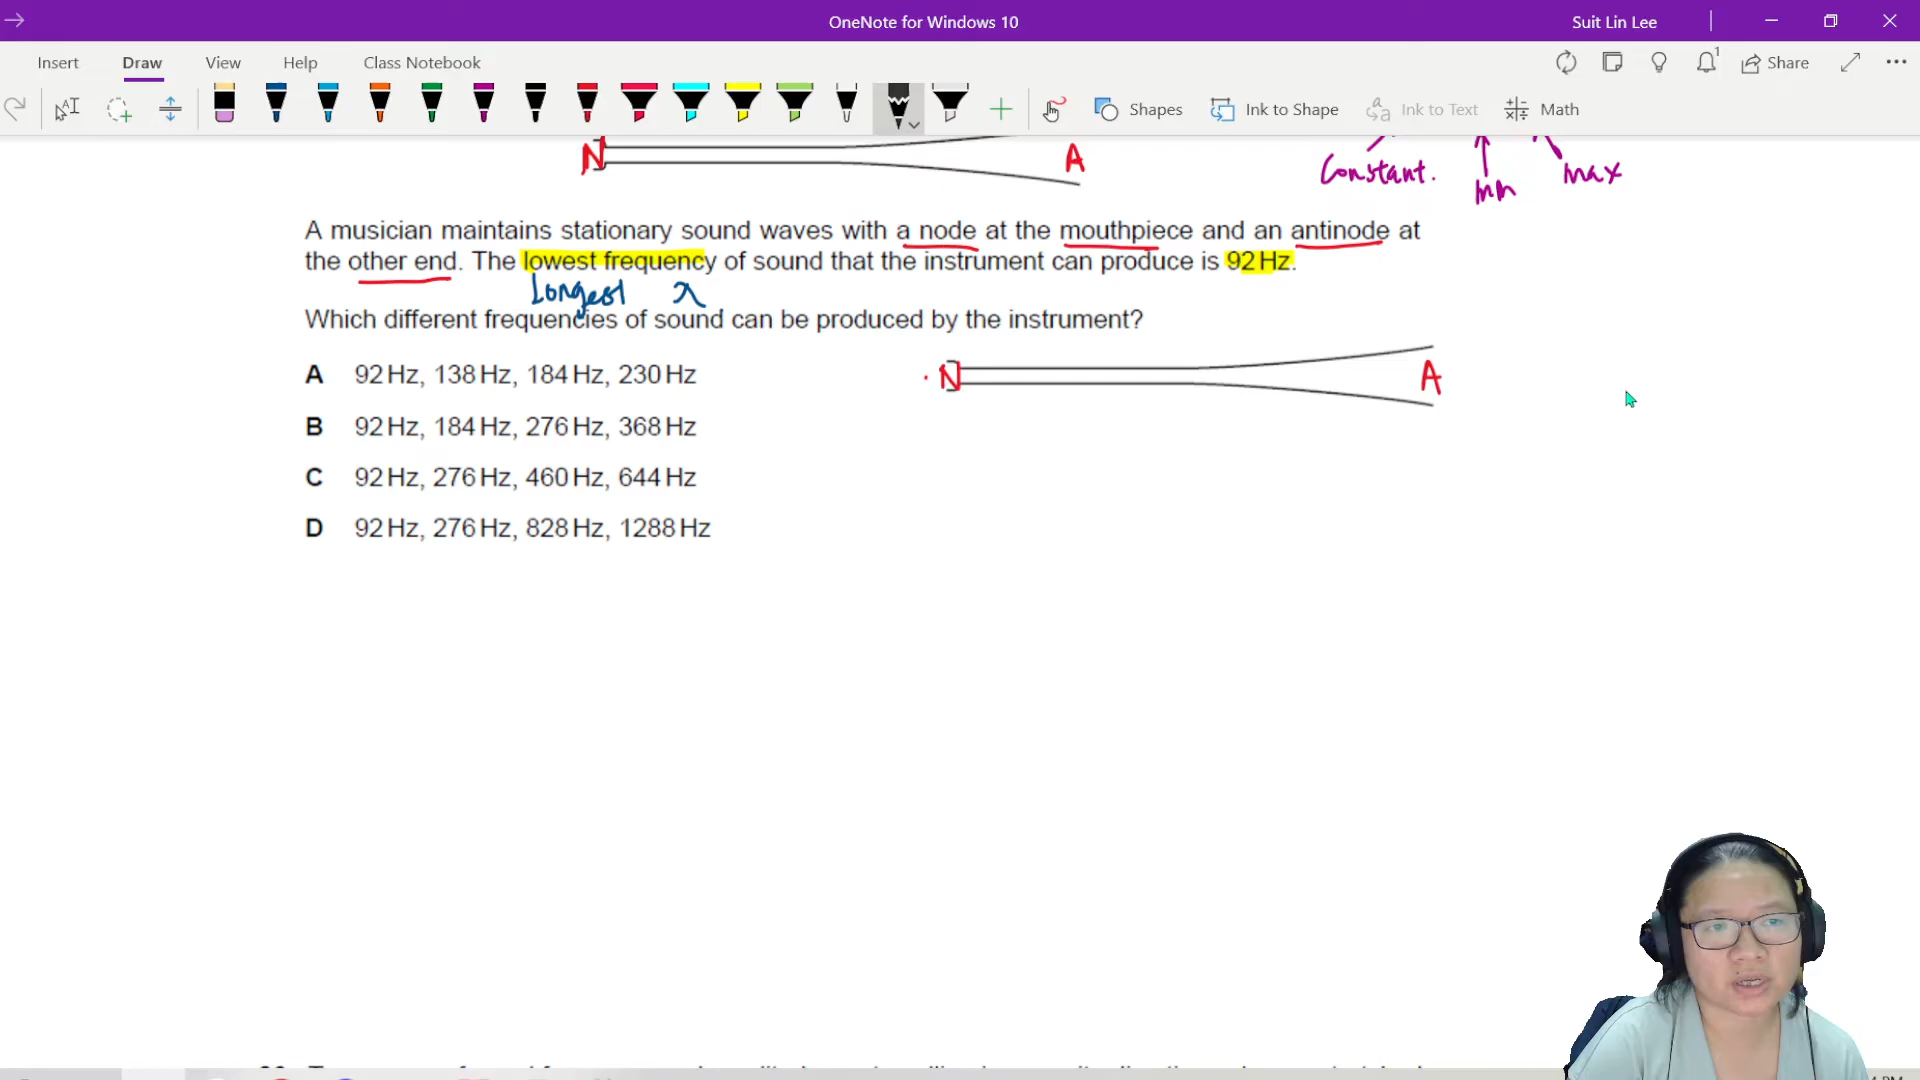 OneNote for Windows 10
Suit Lin Lee
Insert Draw View Help Class Notebook
1
Share
Shapes
Ink to Shape
Ink to Text
Math
N
A
Constant.
min
max
A musician maintains stationary sound waves with a node at the mouthpiece and an antinode at
the other end. The lowest frequency of sound that the instrument can produce is 92 Hz.
Longest λ
Which different frequencies of sound can be produced by the instrument?
A 92 Hz, 138 Hz, 184 Hz, 230 Hz
N
A
B 92 Hz, 184 Hz, 276 Hz, 368 Hz
C 92 Hz, 276 Hz, 460 Hz, 644 Hz
D 92 Hz, 276 Hz, 828 Hz, 1288 Hz